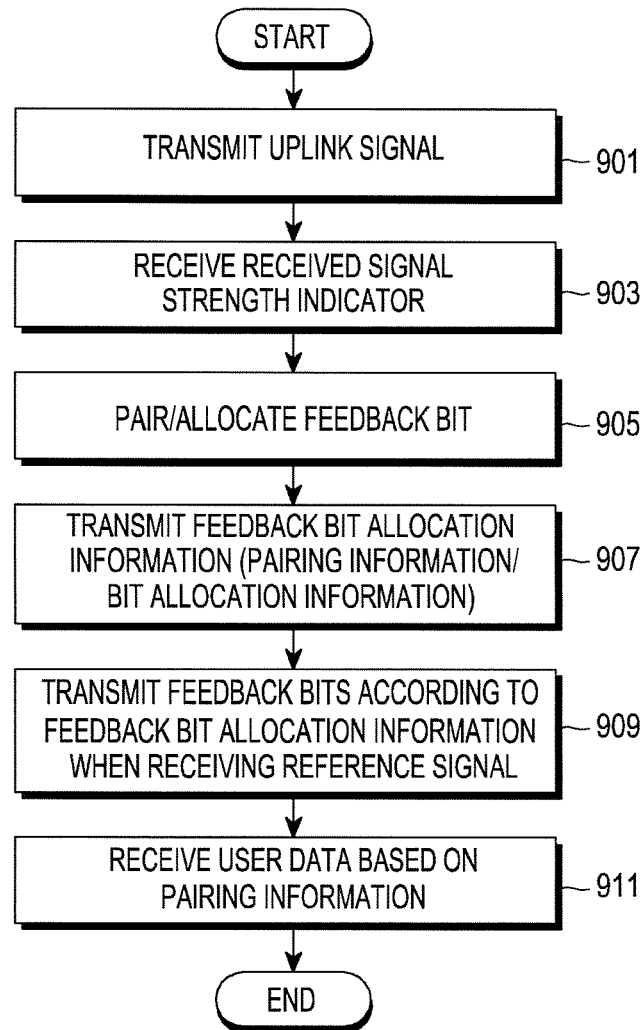 START
TRANSMIT UPLINK SIGNAL
901
RECEIVE RECEIVED SIGNAL
STRENGTH INDICATOR
903
PAIR/ALLOCATE FEEDBACK BIT
905
TRANSMIT FEEDBACK BIT ALLOCATION
INFORMATION (PAIRING INFORMATION/
BIT ALLOCATION INFORMATION)
907
TRANSMIT FEEDBACK BITS ACCORDING TO
FEEDBACK BIT ALLOCATION INFORMATION
WHEN RECEIVING REFERENCE SIGNAL
909
RECEIVE USER DATA BASED ON
PAIRING INFORMATION
911
END